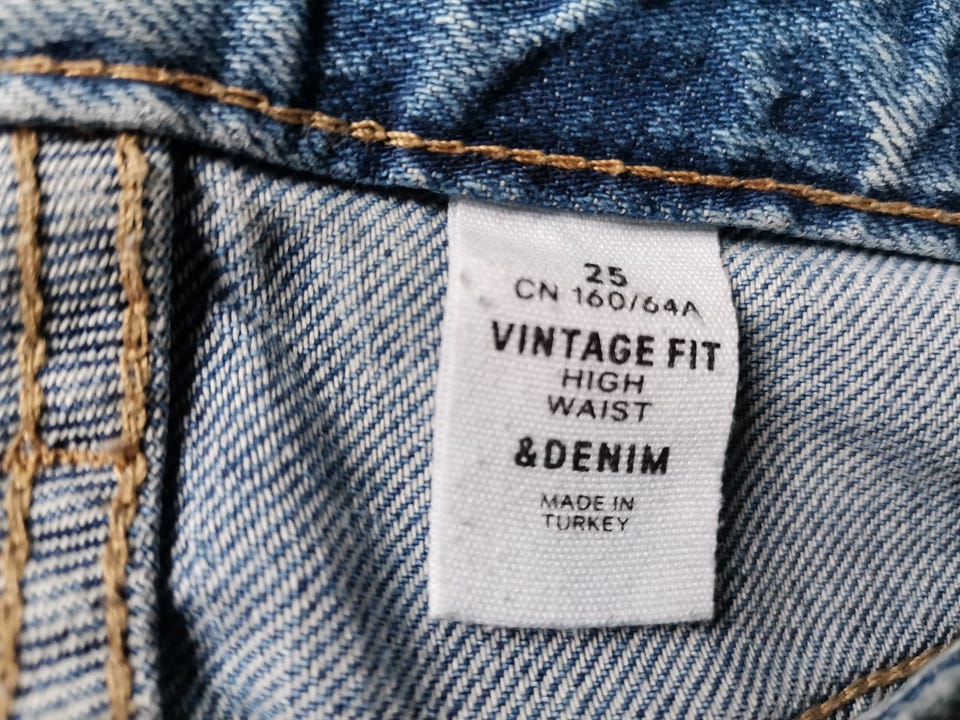 25
CN 160/64A
VINTAGE FIT
HIGH
WAIST
&DENIM
MADE IN
TURKEY